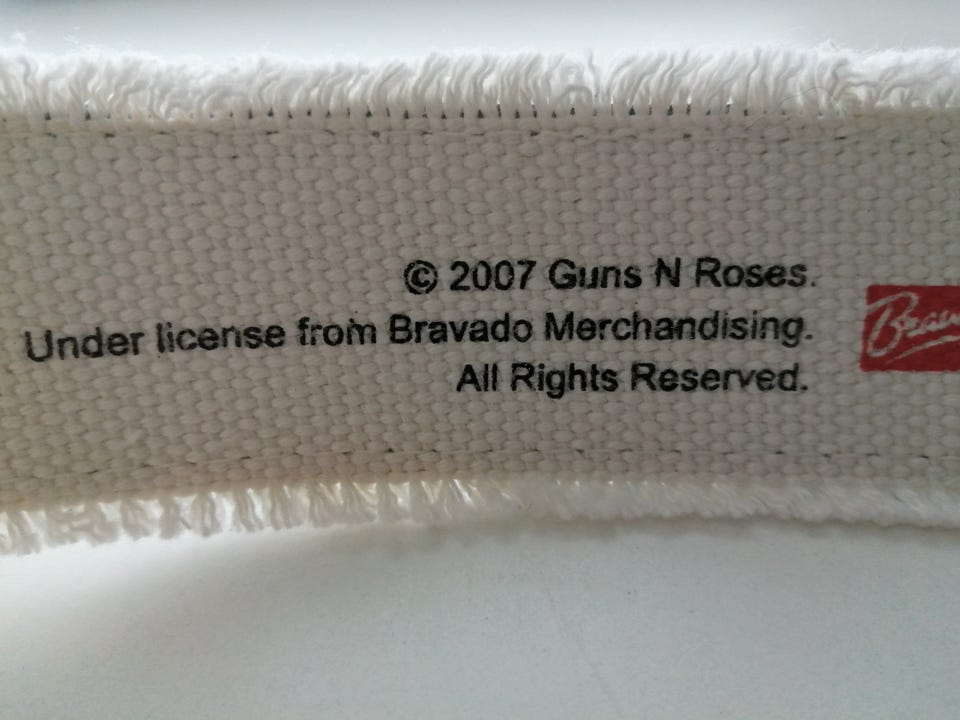 © 2007 Guns N Roses.
Under license from Bravado Merchandising.
All Rights Reserved.